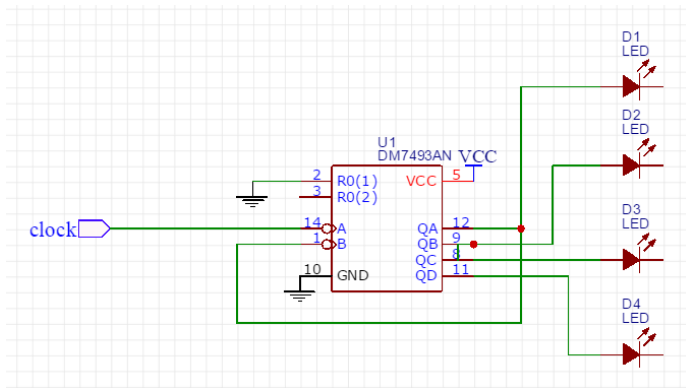 D1
LED
D2
LED
U1
DM7493AN VCC
2 R0(1) VCC 5
3 R0(2)
clock
14 A QA 12
1 B QB 9
QC 8
10 GND QD 11
D3
LED
D4
LED